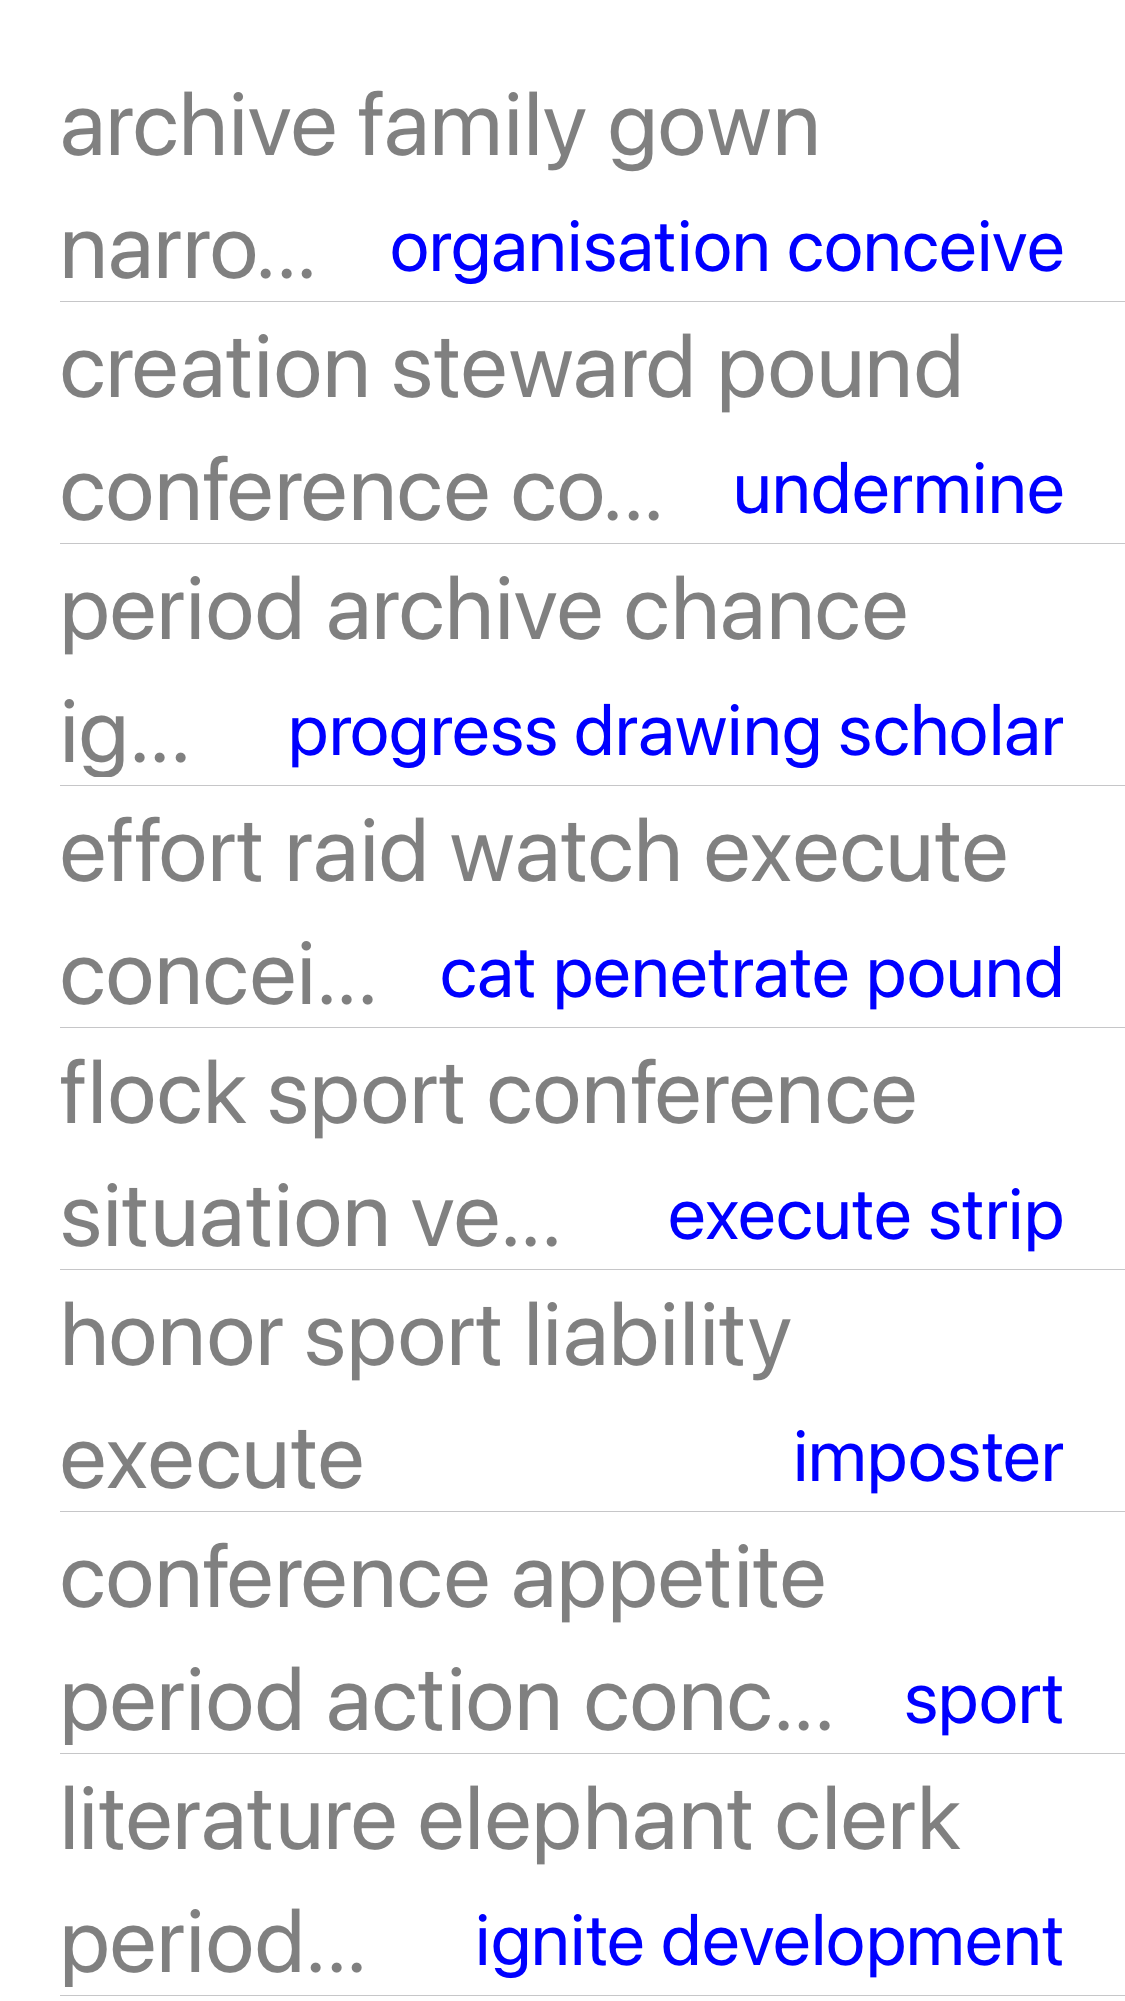 archive family gown
narro... organisation conceive
creation steward pound
conference co... undermine
period archive chance
ig... progress drawing scholar
effort raid watch execute
concei... cat penetrate pound
flock sport conference
situation ve... execute strip
honor sport liability
execute imposter
conference appetite
period action conc... sport
literature elephant clerk
period... ignite development